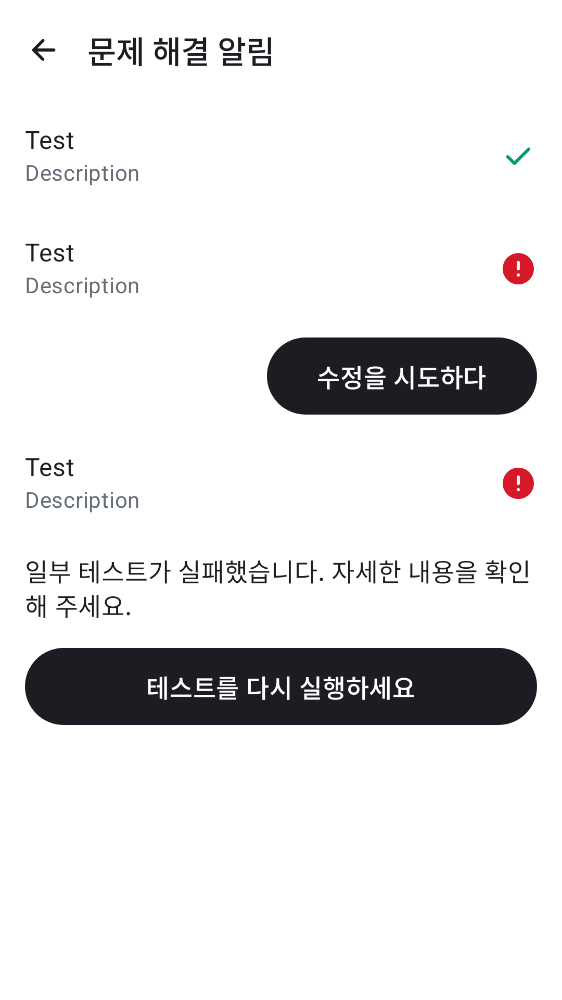 문제 해결 알림
Test
Description
Test
Description
수정을 시도하다
Test
Description
일부 테스트가 실패했습니다. 자세한 내용을 확인
해 주세요.
테스트를 다시 실행하세요